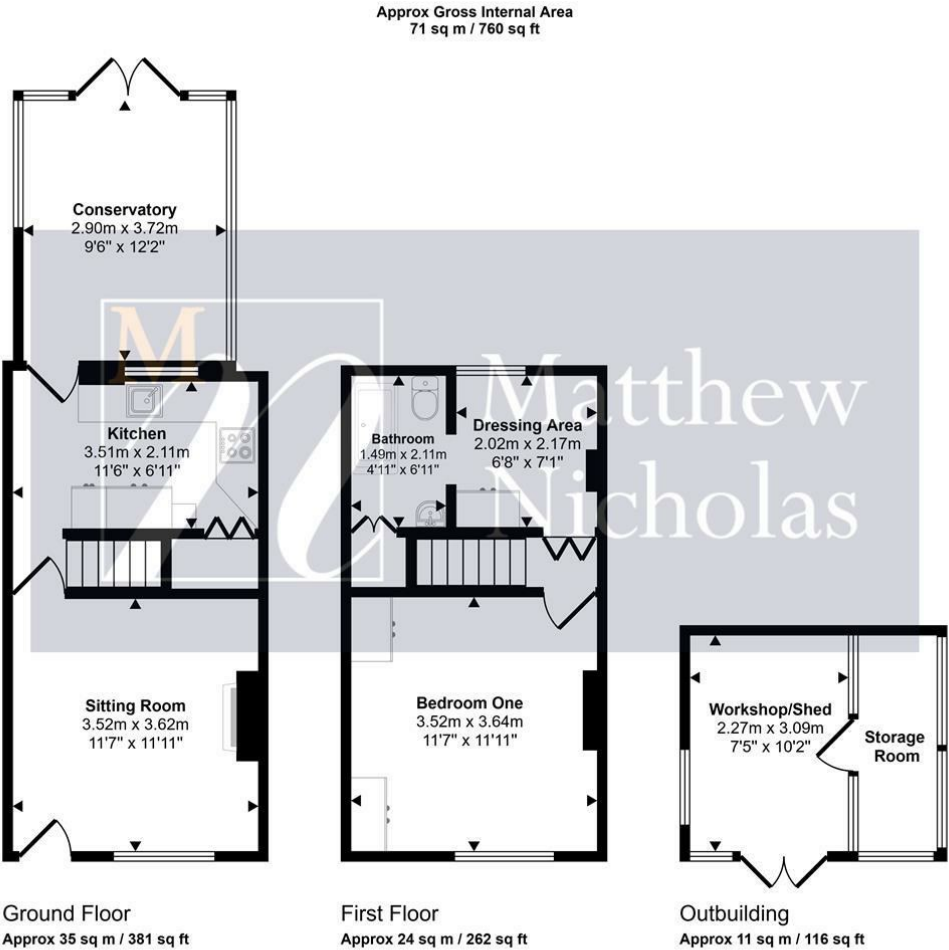 Approx Gross Internal Area
71 sq m / 760 sq ft
Conservatory
2.90m x 3.72m
9'6" x 12'2"
M
Matthew
Nicholas
Kitchen
3.51m x 2.11m
11'6" x 6'11"
Bathroom
1.49m x 2.11m
4'11" x 6'11"
Dressing Area
2.02m x 2.17m
6'8" x 7'1"
Sitting Room
3.52m x 3.62m
11'7" x 11'11"
Bedroom One
3.52m x 3.64m
11'7" x 11'11"
Workshop/Shed
2.27m x 3.09m
7'5" x 10'2"
Storage
Room
Ground Floor
Approx 35 sq m / 381 sq ft
First Floor
Approx 24 sq m / 262 sq ft
Outbuilding
Approx 11 sq m / 116 sq ft